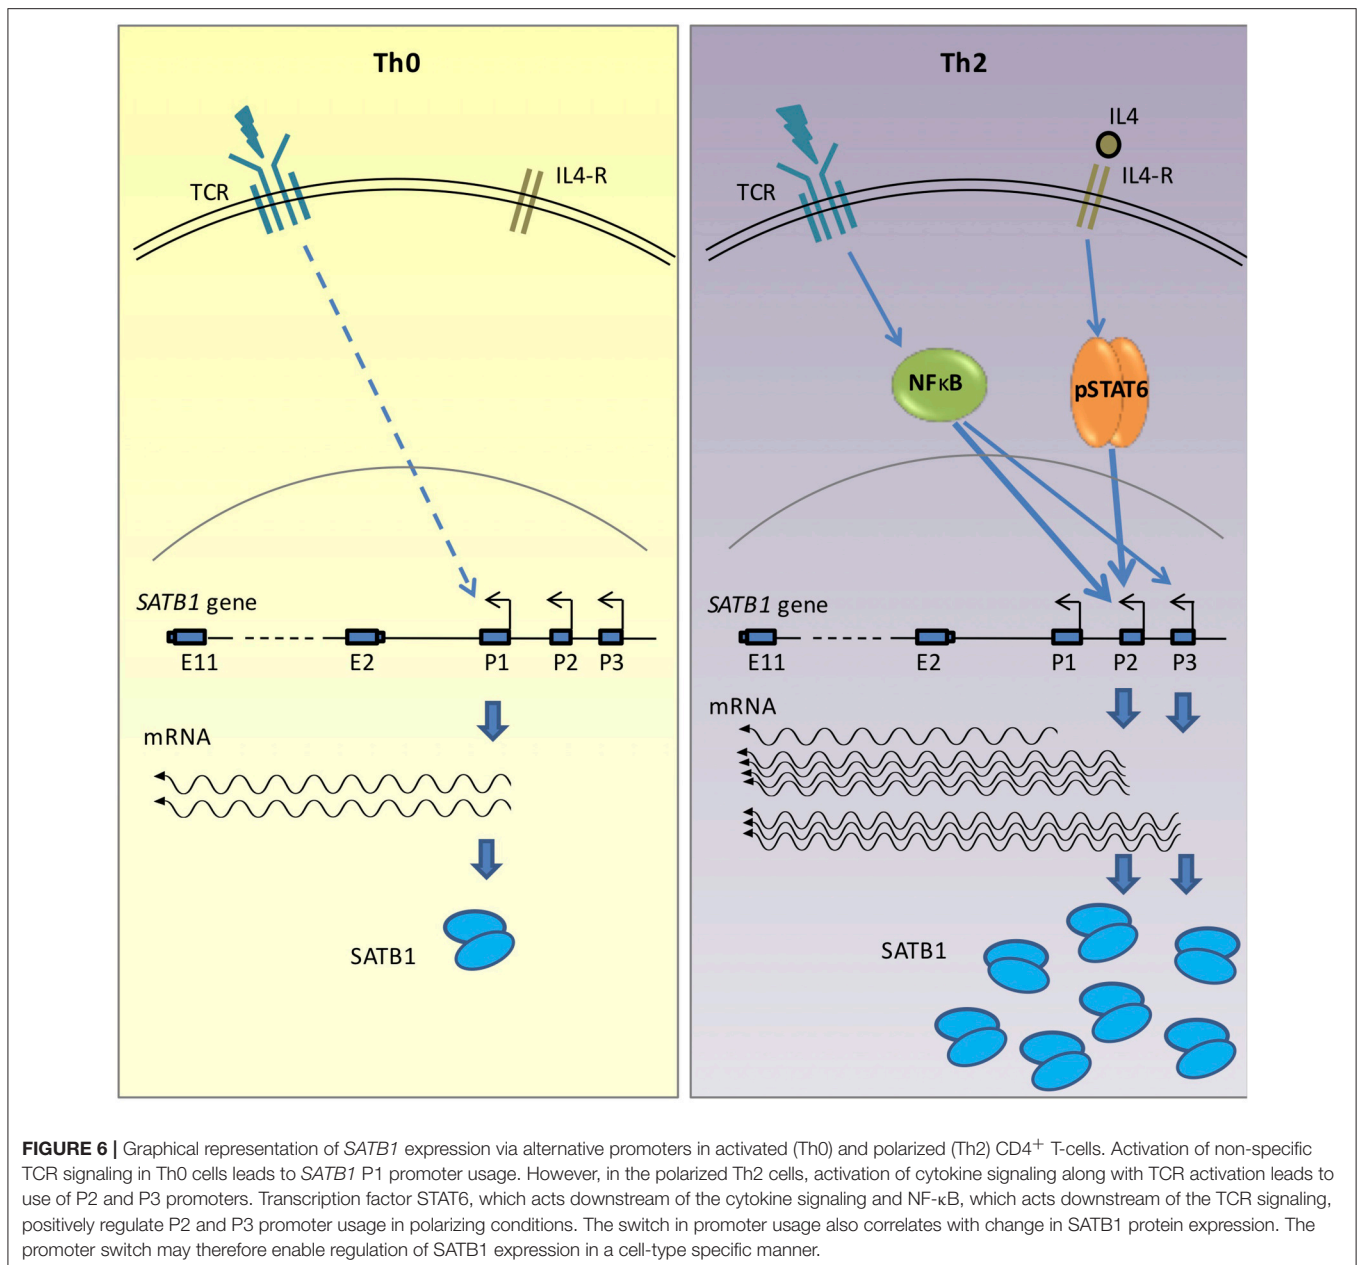 Th0
TCR
IL4-R
SATB1 gene
E11
E2
P1
P2
P3
mRNA
SATB1
Th2
IL4
TCR
IL4-R
NFκB
pSTAT6
SATB1 gene
E11
E2
P1
P2
P3
mRNA
SATB1
FIGURE 6 | Graphical representation of SATB1 expression via alternative promoters in activated (Th0) and polarized (Th2) CD4+ T-cells. Activation of non-specific
TCR signaling in Th0 cells leads to SATB1 P1 promoter usage. However, in the polarized Th2 cells, activation of cytokine signaling along with TCR activation leads to
use of P2 and P3 promoters. Transcription factor STAT6, which acts downstream of the cytokine signaling and NF-κB, which acts downstream of the TCR signaling,
positively regulate P2 and P3 promoter usage in polarizing conditions. The switch in promoter usage also correlates with change in SATB1 protein expression. The
promoter switch may therefore enable regulation of SATB1 expression in a cell-type specific manner.